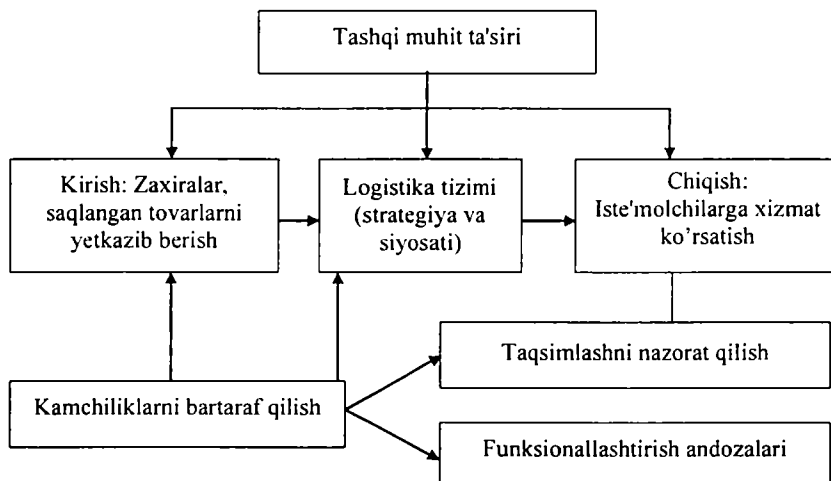 Tashqi muhit ta'siri
Kirish: Zaxiralar,
saqlangan tovarlarni
yetkazib berish
Logistika tizimi
(strategiya va
siyosati)
Chiqish:
Iste'molchilarga xizmat
ko’rsatish
Taqsimlashni nazorat qilish
Kamchiliklarni bartaraf qilish
Funksionallashtirish andozalari